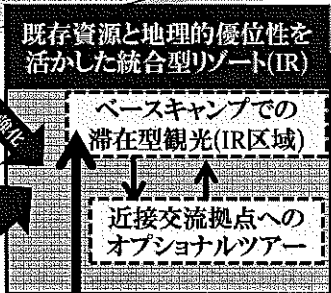 既存資源と地理的優位性を
活かした統合型リゾート(IR)
強化
ベースキャンプでの
滞在型観光(IR区域)
近接交流拠点への
オプショナルツアー